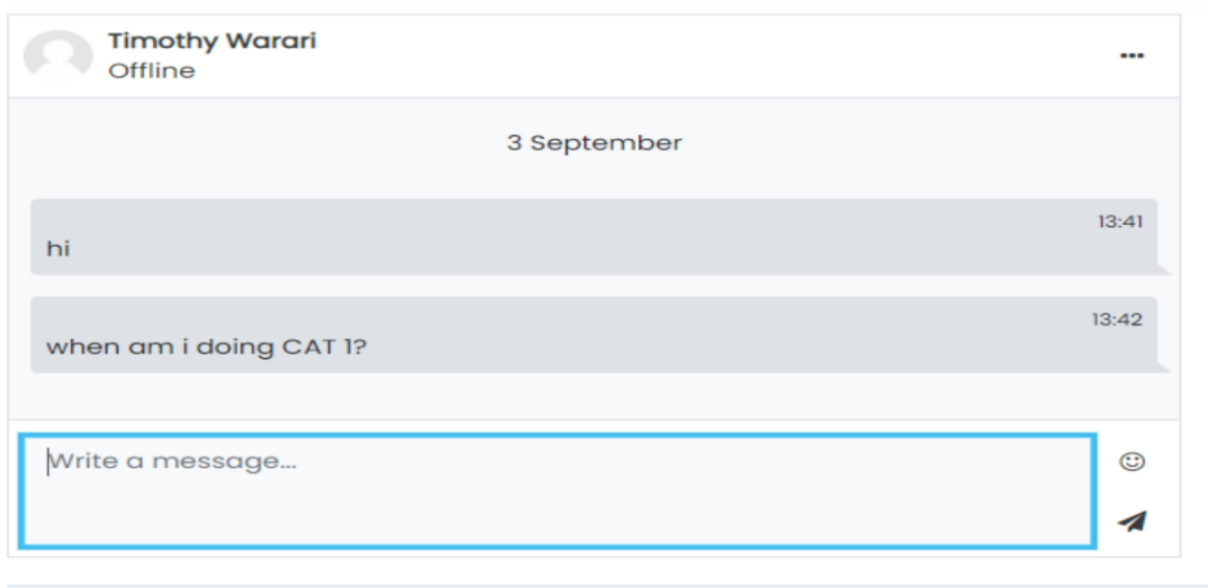 Timothy Warari
Offline
...
3 September
13:41
hi
13:42
when am i doing CAT 1?
Write a message...